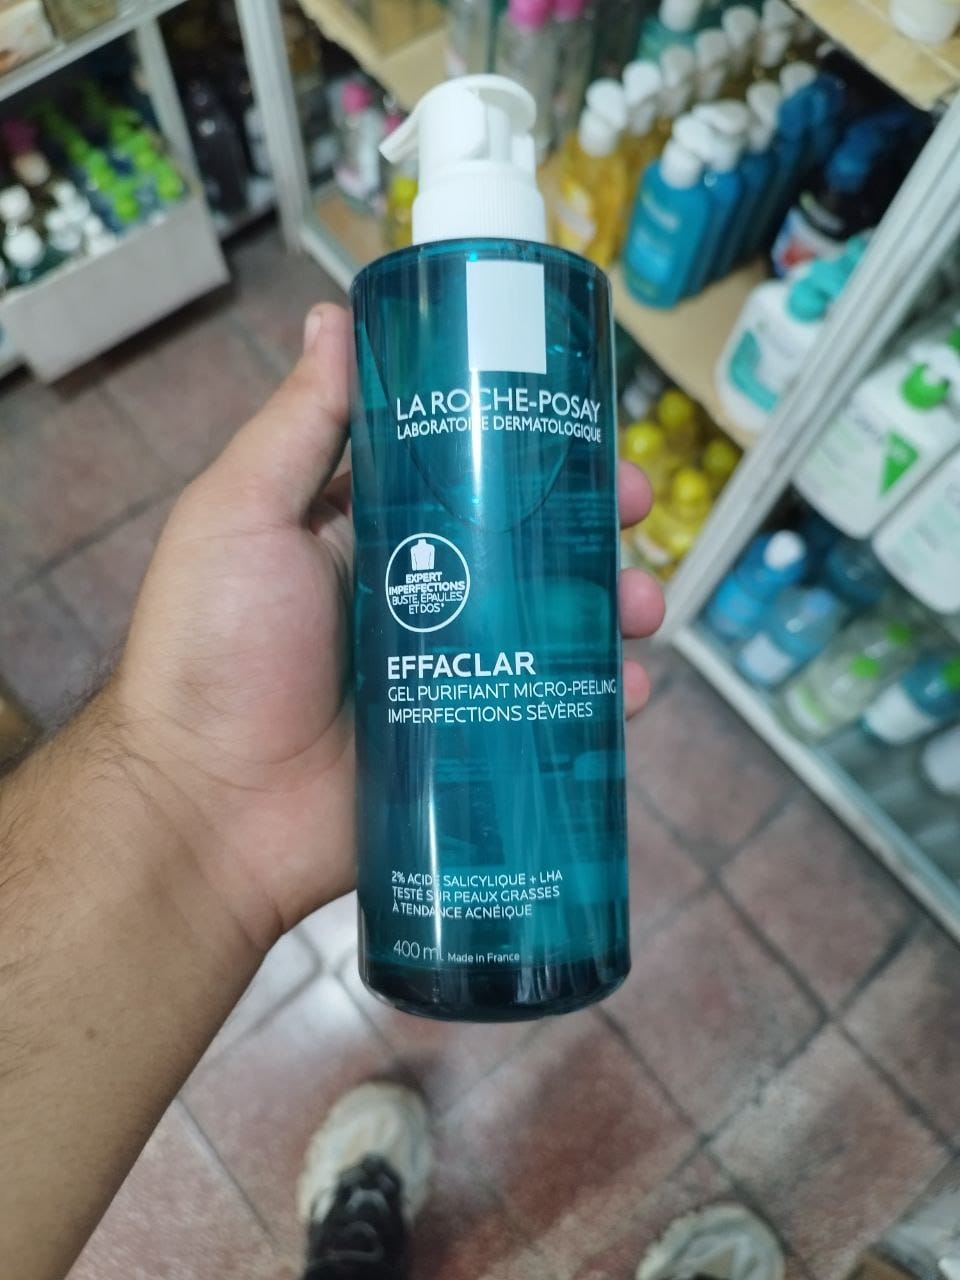 LA ROCHE-POSAY
LABORATOIRE DERMATOLOGIQUE
EXPERT
IMPERFECTIONS
BUSTE, ÉPAULES
ET DOS*
EFFACLAR
GEL PURIFIANT MICRO-PEELING
IMPERFECTIONS SÉVÈRES
2% ACIDE SALICYLIQUE + LHA
TESTÉ SUR PEAUX GRASSES
À TENDANCE ACNÉIQUE
400 ml Made in France